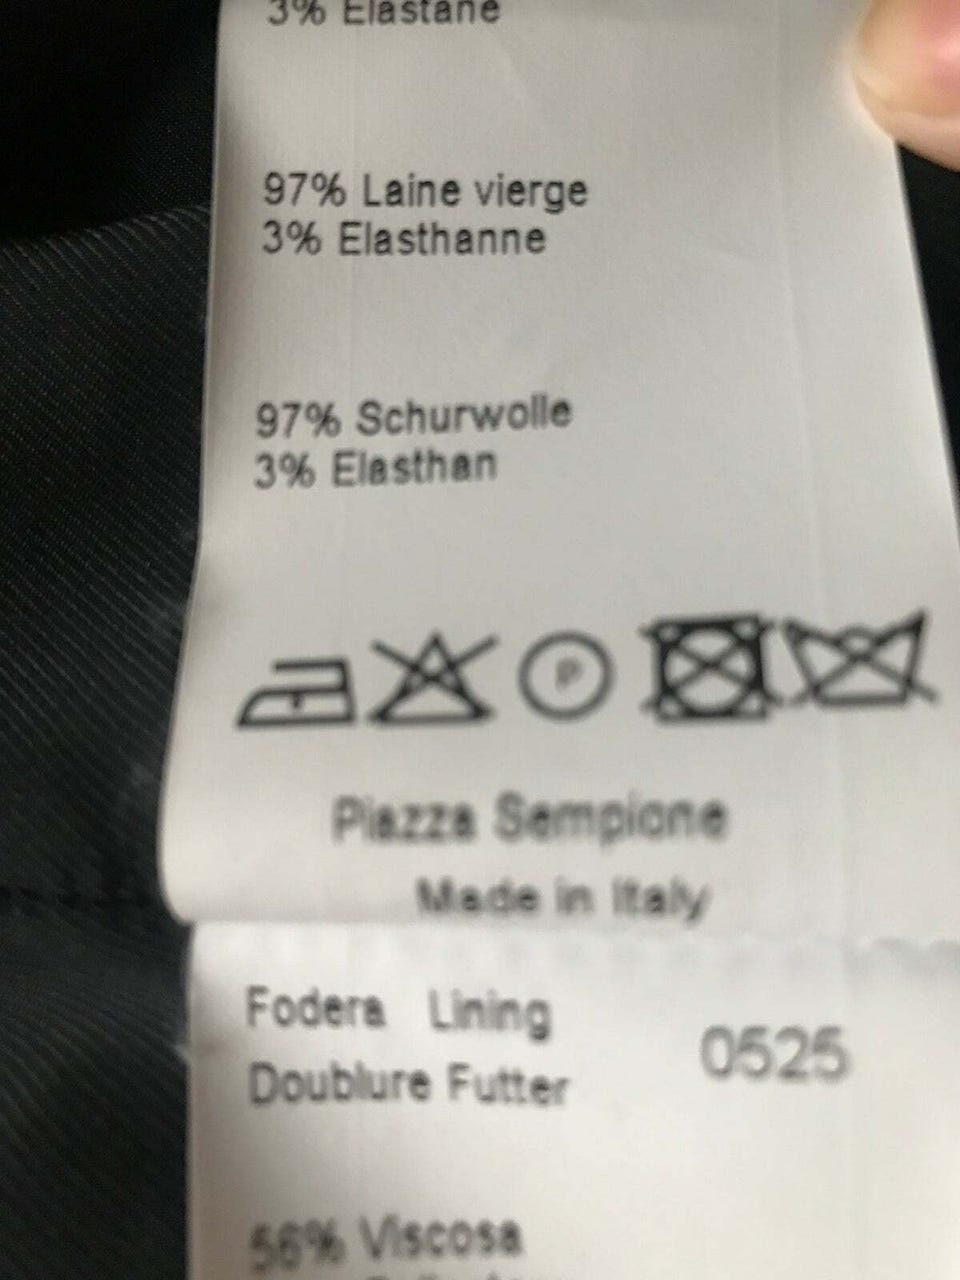 3% Elastane
97% Laine vierge
3% Elasthanne
97% Schurwolle
3% Elasthan
P
Piazza Sempione
Made in Italy
Fodera Lining
Doublure Futter
0525
56% Viscosa